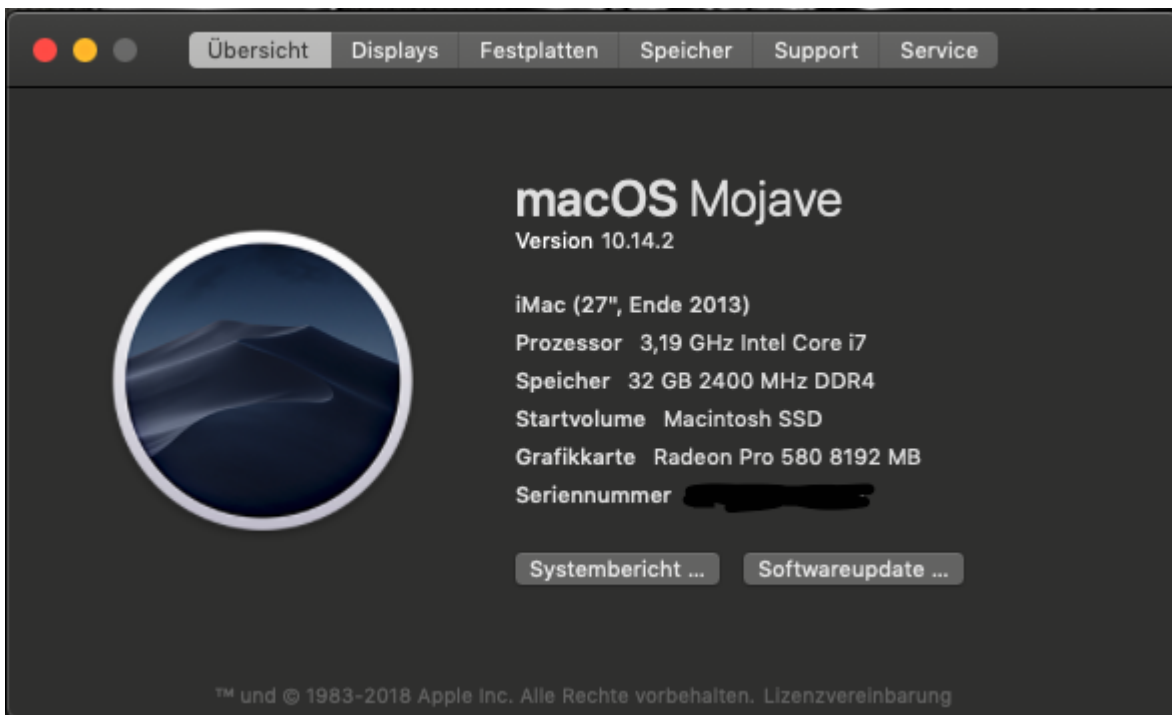 Übersicht Displays Festplatten Speicher Support Service
macOS Mojave
Version 10.14.2
iMac (27", Ende 2013)
Prozessor 3,19 GHz Intel Core i7
Speicher 32 GB 2400 MHz DDR4
Startvolume Macintosh SSD
Grafikkarte Radeon Pro 580 8192 MB
Seriennummer
Systembericht ... Softwareupdate ...
™ und © 1983-2018 Apple Inc. Alle Rechte vorbehalten. Lizenzvereinbarung